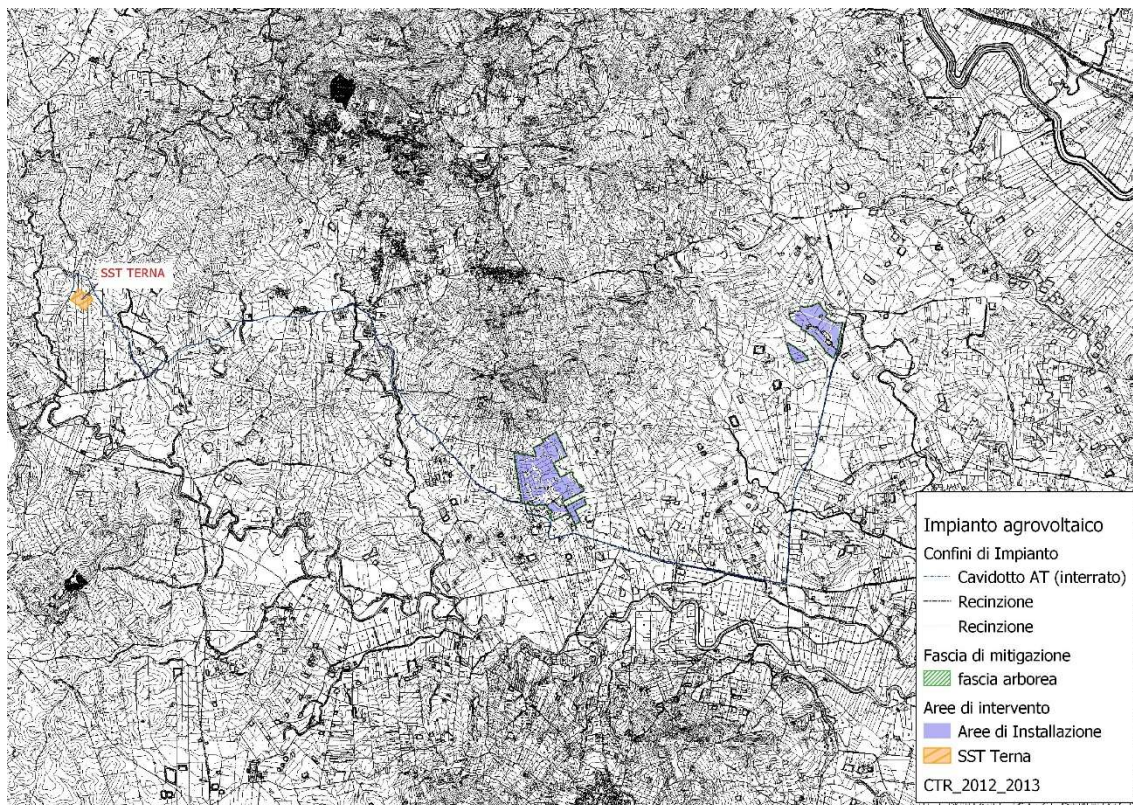 SST TERNA
Impianto agrovoltaico
Confini di Impianto
Cavidotto AT (interrato)
Recinzione
Recinzione
Fascia di mitigazione
fascia arborea
Aree di intervento
Aree di Installazione
SST Terna
CTR_2012_2013